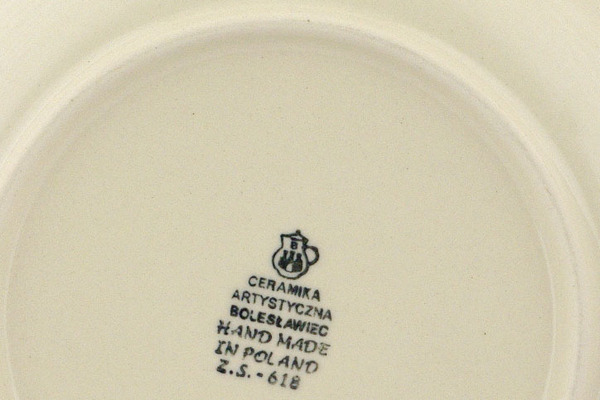 B
CERAMIKA
ARTYSTYCZNA
BOLESŁAWIEC
HAND MADE
IN POLAND
Z.S. - 618